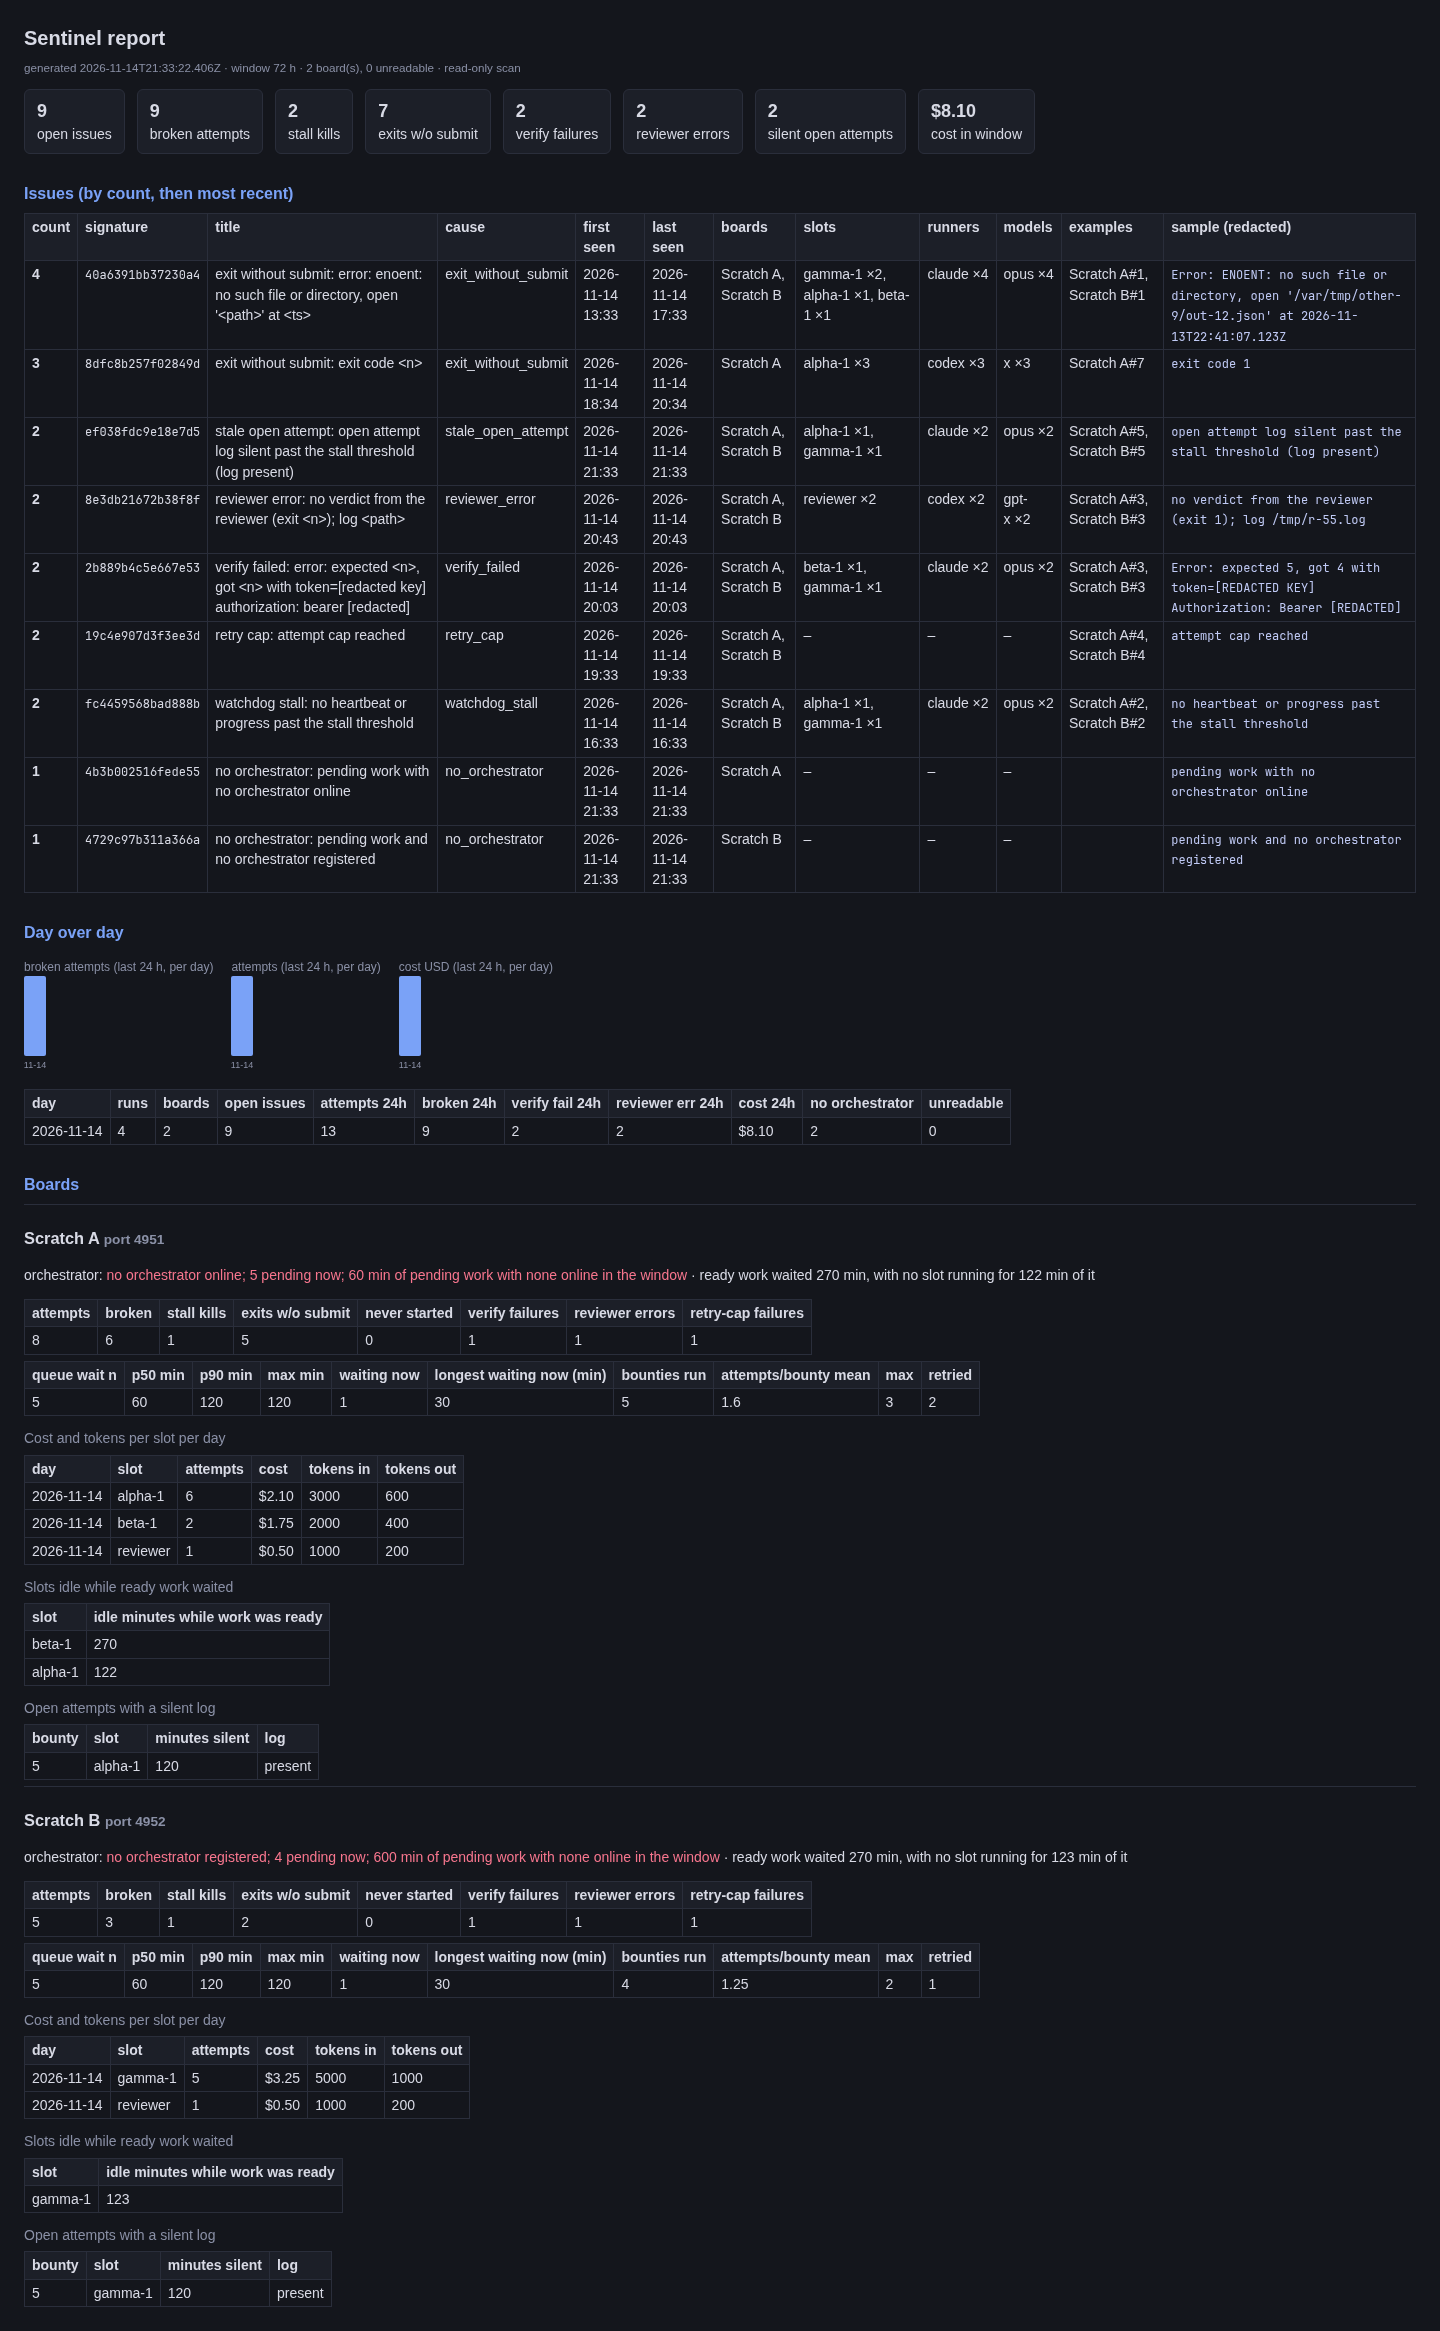 Sentinel report
generated 2026-11-14T21:33:22.406Z · window 72 h · 2 board(s), 0 unreadable · read-only scan
9 9 2 7 2 2 2 $8.10
open issues broken attempts stall kills exits w/o submit verify failures reviewer errors silent open attempts cost in window
Issues (by count, then most recent)
count signature title cause first seen last seen boards slots runners models examples sample (redacted)
4 40a6391bb37230a4 exit without submit: error: enoent: no such file or directory, open '<path>' at <ts> exit_without_submit 2026-11-14 13:33 2026-11-14 17:33 Scratch A, Scratch B gamma-1 ×2, alpha-1 ×1, beta-1 ×1 claude ×4 opus ×4 Scratch A#1, Scratch B#1 Error: ENOENT: no such file or directory, open '/var/tmp/other-9/out-12.json' at 2026-11-13T22:41:07.123Z
3 8dfc8b257f02849d exit without submit: exit code <n> exit_without_submit 2026-11-14 18:34 2026-11-14 20:34 Scratch A alpha-1 ×3 codex ×3 x ×3 Scratch A#7 exit code 1
2 ef038fdc9e18e7d5 stale open attempt: open attempt log silent past the stall threshold (log present) stale_open_attempt 2026-11-14 21:33 2026-11-14 21:33 Scratch A, Scratch B alpha-1 ×1, gamma-1 ×1 claude ×2 opus ×2 Scratch A#5, Scratch B#5 open attempt log silent past the stall threshold (log present)
2 8e3db21672b38f8f reviewer error: no verdict from the reviewer (exit <n>); log <path> reviewer_error 2026-11-14 20:43 2026-11-14 20:43 Scratch A, Scratch B reviewer ×2 codex ×2 gpt-x ×2 Scratch A#3, Scratch B#3 no verdict from the reviewer (exit 1); log /tmp/r-55.log
2 2b889b4c5e667e53 verify failed: error: expected <n>, got <n> with token=[redacted key] authorization: bearer [redacted] verify_failed 2026-11-14 20:03 2026-11-14 20:03 Scratch A, Scratch B beta-1 ×1, gamma-1 ×1 claude ×2 opus ×2 Scratch A#3, Scratch B#3 Error: expected 5, got 4 with token=[REDACTED KEY] Authorization: Bearer [REDACTED]
2 19c4e907d3f3ee3d retry cap: attempt cap reached retry_cap 2026-11-14 19:33 2026-11-14 19:33 Scratch A, Scratch B – – – Scratch A#4, Scratch B#4 attempt cap reached
2 fc4459568bad888b watchdog stall: no heartbeat or progress past the stall threshold watchdog_stall 2026-11-14 16:33 2026-11-14 16:33 Scratch A, Scratch B alpha-1 ×1, gamma-1 ×1 claude ×2 opus ×2 Scratch A#2, Scratch B#2 no heartbeat or progress past the stall threshold
1 4b3b002516fede55 no orchestrator: pending work with no orchestrator online no_orchestrator 2026-11-14 21:33 2026-11-14 21:33 Scratch A – – – pending work with no orchestrator online
1 4729c97b311a366a no orchestrator: pending work and no orchestrator registered no_orchestrator 2026-11-14 21:33 2026-11-14 21:33 Scratch B – – – pending work and no orchestrator registered
Day over day
broken attempts (last 24 h, per day) attempts (last 24 h, per day) cost USD (last 24 h, per day)
11-14 11-14 11-14
day runs boards open issues attempts 24h broken 24h verify fail 24h reviewer err 24h cost 24h no orchestrator unreadable
2026-11-14 4 2 9 13 9 2 2 $8.10 2 0
Boards
Scratch A port 4951
orchestrator: no orchestrator online; 5 pending now; 60 min of pending work with none online in the window · ready work waited 270 min, with no slot running for 122 min of it
attempts broken stall kills exits w/o submit never started verify failures reviewer errors retry-cap failures
8 6 1 5 0 1 1 1
queue wait n p50 min p90 min max min waiting now longest waiting now (min) bounties run attempts/bounty mean max retried
5 60 120 120 1 30 5 1.6 3 2
Cost and tokens per slot per day
day slot attempts cost tokens in tokens out
2026-11-14 alpha-1 6 $2.10 3000 600
2026-11-14 beta-1 2 $1.75 2000 400
2026-11-14 reviewer 1 $0.50 1000 200
Slots idle while ready work waited
slot idle minutes while work was ready
beta-1 270
alpha-1 122
Open attempts with a silent log
bounty slot minutes silent log
5 alpha-1 120 present
Scratch B port 4952
orchestrator: no orchestrator registered; 4 pending now; 600 min of pending work with none online in the window · ready work waited 270 min, with no slot running for 123 min of it
attempts broken stall kills exits w/o submit never started verify failures reviewer errors retry-cap failures
5 3 1 2 0 1 1 1
queue wait n p50 min p90 min max min waiting now longest waiting now (min) bounties run attempts/bounty mean max retried
5 60 120 120 1 30 4 1.25 2 1
Cost and tokens per slot per day
day slot attempts cost tokens in tokens out
2026-11-14 gamma-1 5 $3.25 5000 1000
2026-11-14 reviewer 1 $0.50 1000 200
Slots idle while ready work waited
slot idle minutes while work was ready
gamma-1 123
Open attempts with a silent log
bounty slot minutes silent log
5 gamma-1 120 present